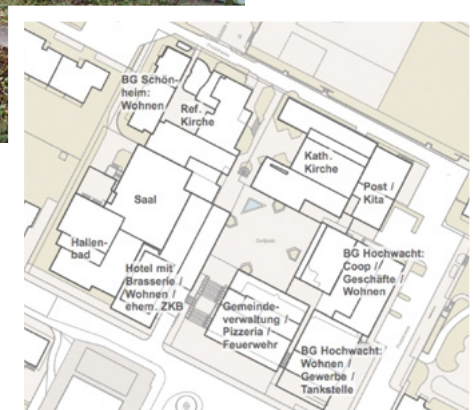 BG Schön-
heim:
Wohnen
Ref.
Kirche
Kath.
Kirche
Post /
Kita
Saal
Hallen-
bad
Hotel mit
Brasserie /
Wohnen /
ehem. ZKB
Dorfplatz
BG Hochwacht:
Coop //
Geschäfte /
Wohnen
Gemeinde-
verwaltung /
Pizzeria /
Feuerwehr
BG Hochwacht:
Wohnen /
Gewerbe /
Tankstelle